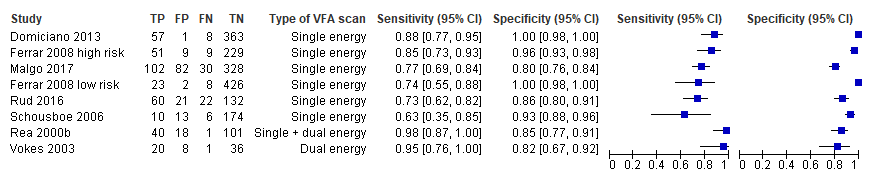 Study TP FP FN TN Type of VFA scan Sensitivity (95% CI) Specificity (95% CI) Sensitivity (95% CI) Specificity (95% CI)
Domiciano 2013 57 1 8 363 Single energy 0.88 [0.77, 0.95] 1.00 [0.98, 1.00]
Ferrar 2008 high risk 51 9 9 229 Single energy 0.85 [0.73, 0.93] 0.96 [0.93, 0.98]
Malgo 2017 102 82 30 328 Single energy 0.77 [0.69, 0.84] 0.80 [0.76, 0.84]
Ferrar 2008 low risk 23 2 8 426 Single energy 0.74 [0.55, 0.88] 1.00 [0.98, 1.00]
Rud 2016 60 21 22 132 Single energy 0.73 [0.62, 0.82] 0.86 [0.80, 0.91]
Schousboe 2006 10 13 6 174 Single energy 0.63 [0.35, 0.85] 0.93 [0.88, 0.96]
Rea 2000b 40 18 1 101 Single + dual energy 0.98 [0.87, 1.00] 0.85 [0.77, 0.91]
Vokes 2003 20 8 1 36 Dual energy 0.95 [0.76, 1.00] 0.82 [0.67, 0.92]
0 0.2 0.4 0.6 0.8 1 0 0.2 0.4 0.6 0.8 1